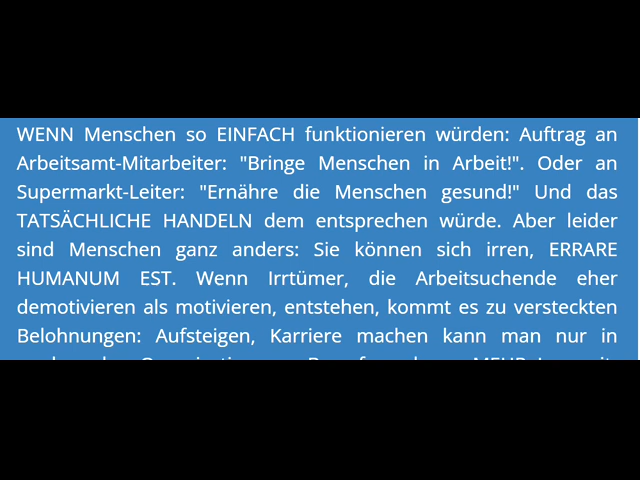 WENN Menschen so EINFACH funktionieren würden: Auftrag an
Arbeitsamt-Mitarbeiter: "Bringe Menschen in Arbeit!". Oder an
Supermarkt-Leiter: "Ernähre die Menschen gesund!" Und das
TATSÄCHLICHE HANDELN dem entsprechen würde. Aber leider
sind Menschen ganz anders: Sie können sich irren, ERRARE
HUMANUM EST. Wenn Irrtümer, die Arbeitsuchende eher
demotivieren als motivieren, entstehen, kommt es zu versteckten
Belohnungen: Aufsteigen, Karriere machen kann man nur in